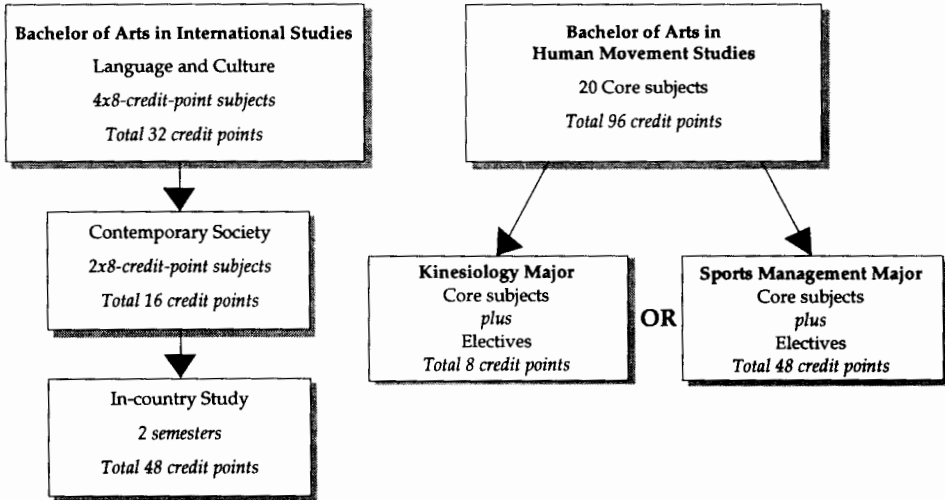 Bachelor of Arts in International Studies
Language and Culture
4x8-credit-point subjects
Total 32 credit points
Contemporary Society
2x8-credit-point subjects
Total 16 credit points
In-country Study
2 semesters
Total 48 credit points
Bachelor of Arts in
Human Movement Studies
20 Core subjects
Total 96 credit points
Kinesiology Major
Core subjects
plus
Electives
Total 8 credit points
OR
Sports Management Major
Core subjects
plus
Electives
Total 48 credit points